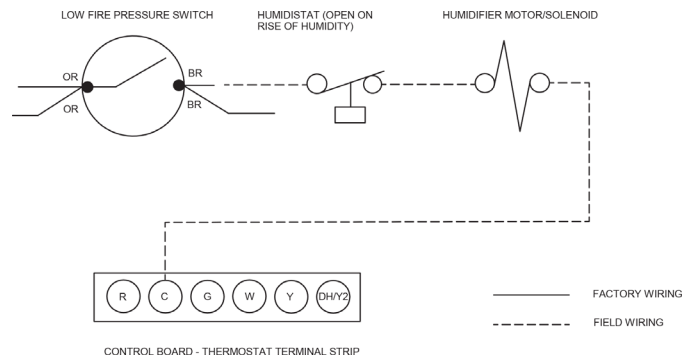 LOW FIRE PRESSURE SWITCH
HUMIDISTAT (OPEN ON
RISE OF HUMIDITY)
HUMIDIFIER MOTOR/SOLENOID
OR
BR
OR
BR
R
C
G
W
Y
DH/Y2
FACTORY WIRING
FIELD WIRING
CONTROL BOARD - THERMOSTAT TERMINAL STRIP